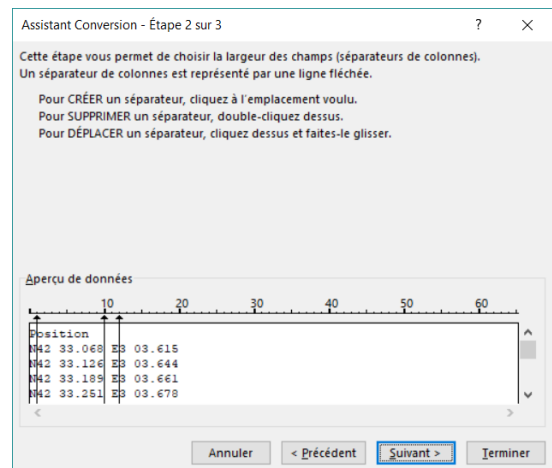 Assistant Conversion - Étape 2 sur 3 ? ×
Cette étape vous permet de choisir la largeur des champs (séparateurs de colonnes).
Un séparateur de colonnes est représenté par une ligne fléchée.
Pour CRÉER un séparateur, cliquez à l'emplacement voulu.
Pour SUPPRIMER un séparateur, double-cliquez dessus.
Pour DÉPLACER un séparateur, cliquez dessus et faites-le glisser.
Aperçu de données
10 20 30 40 50 60
Position
N42 33.068 E3 03.615
N42 33.126 E3 03.644
N42 33.189 E3 03.661
N42 33.251 E3 03.678
Annuler < Précédent Suivant > Terminer